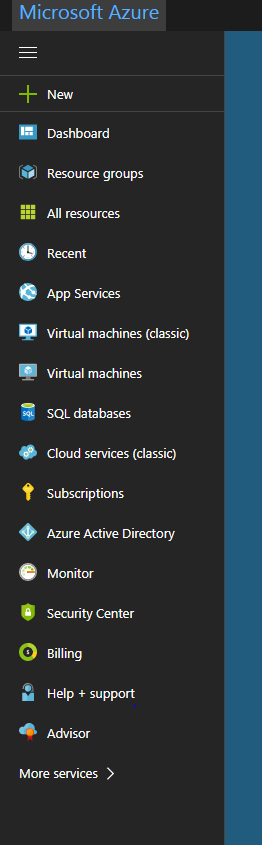 Microsoft Azure
New
Dashboard
Resource groups
All resources
Recent
App Services
Virtual machines (classic)
Virtual machines
SQL databases
Cloud services (classic)
Subscriptions
Azure Active Directory
Monitor
Security Center
Billing
Help + support
Advisor
More services